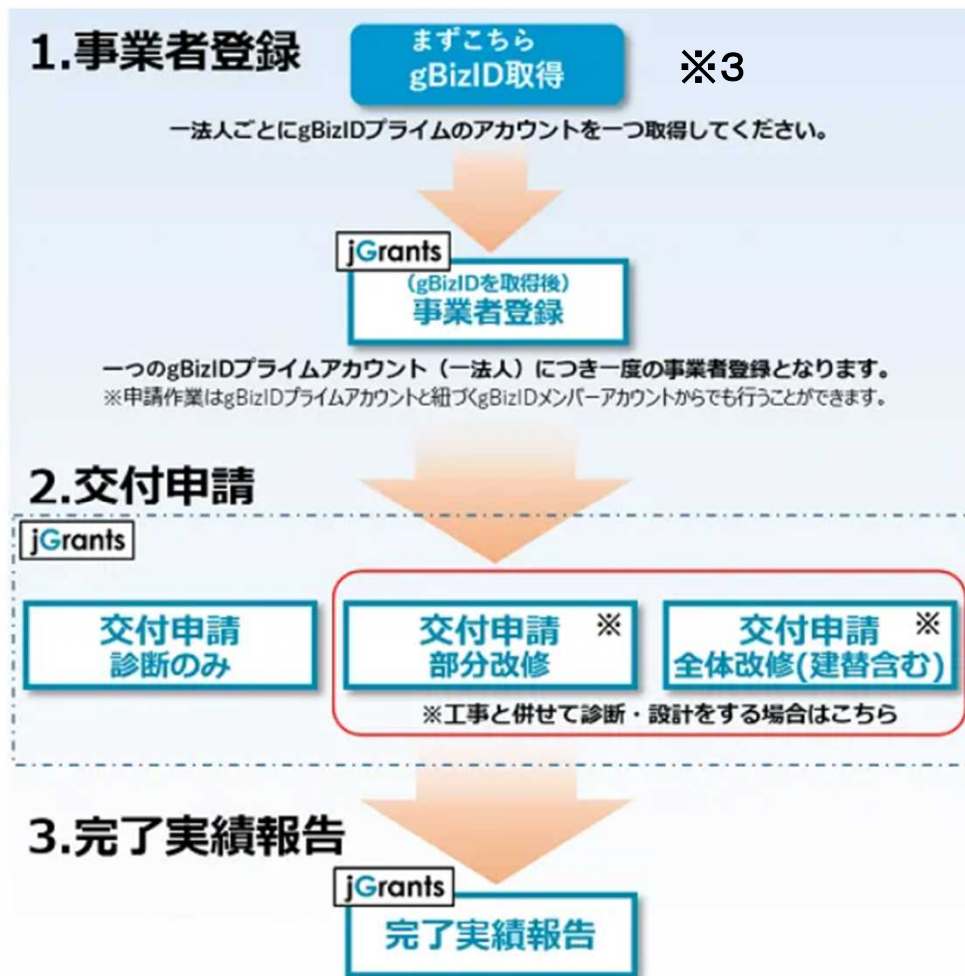 1.事業者登録
まずこちら
gBizID取得
※3
一法人ごとにgBizIDプライムのアカウントを一つ取得してください。
jGrants
(gBizIDを取得後)
事業者登録
一つのgBizIDプライムアカウント（一法人）につき一度の事業者登録となります。
※申請作業はgBizIDプライムアカウントと紐づくgBizIDメンバーアカウントからでも行うことができます。
2.交付申請
jGrants
交付申請
診断のみ
交付申請 ※
部分改修
交付申請 ※
全体改修(建替含む)
※工事と併せて診断・設計をする場合はこちら
3.完了実績報告
jGrants
完了実績報告